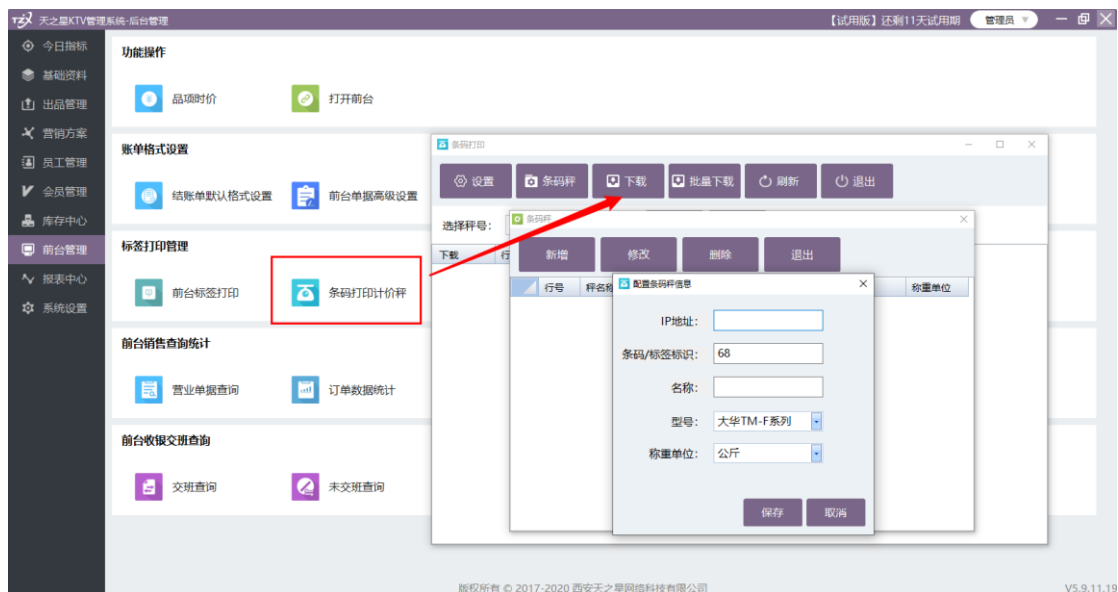 TZX 天之星KTV管理系统-后台管理 【试用版】还剩11天试用期 管理员
今日指标
基础资料
出品管理
营销方案
员工管理
会员管理
库存中心
前台管理
报表中心
系统设置
功能操作
品项时价 打开前台
账单格式设置
结账单默认格式设置 前台单据高级设置
标签打印管理
前台标签打印 条码打印计价秤
前台销售查询统计
营业单据查询 订单数据统计
前台收银交班查询
交班查询 未交班查询
条码打印
设置 条码秤 下载 批量下载 刷新 退出
选择秤号：
下载 行
条码秤
新增 修改 删除 退出
行号 秤名称 称重单位
配置条码秤信息
IP地址：
条码/标签标识： 68
名称：
型号： 大华TM-F系列
称重单位： 公斤
保存 取消
版权所有 © 2017-2020 西安天之星网络科技有限公司 V5.9.11.19